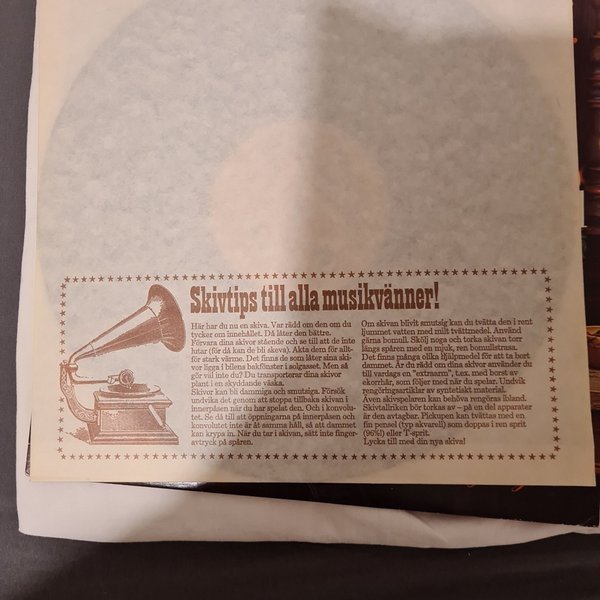 Skivtips till alla musikvänner!
Här har du nu en skiva. Var rädd om den om du
tycker om innehållet. Då låter den bättre.
Förvara dina skivor stående och se till att de inte
lutar (för då kan de bli skeva). Akta dem för allt-
för stark värme. Det finns de som låter sina ski-
vor ligga i bilens bakfönster i solgasset. Men så
gör väl inte du? Du transporterar dina skivor
plant i en skyddande väska.
Skivor kan bli dammiga och smutsiga. Försök
undvika det genom att stoppa tillbaka skivan i
innerpåsen när du har spelat den. Och i konvolu-
tet. Se då till att öppningarna på innerpåsen och
konvolutet inte är åt samma håll, så att dammet
kan krypa in. När du tar i skivan, sätt inte finger-
avtryck på spåren.
Om skivan blivit smutsig kan du tvätta den i rent
ljummet vatten med milt tvättmedel. Använd
gärna bomull. Skölj noga och torka skivan torr
längs spåren med en mjuk, ren bomullstrasa.
Det finns många olika hjälpmedel för att ta bort
dammet. Är du rädd om dina skivor använder du
till vardags en "extraarm", t.ex. med borst av
ekorrhår, som följer med när du spelar. Undvik
rengöringsartiklar av syntetiskt material.
Även skivspelaren kan behöva rengöras ibland.
Skivtallriken bör torkas av – på en del apparater
är den avtagbar. Pickupen kan tvättas med en
fin pensel (typ akvarell) som doppas i ren sprit
(96%!) eller T-sprit.
Lycka till med din nya skiva!